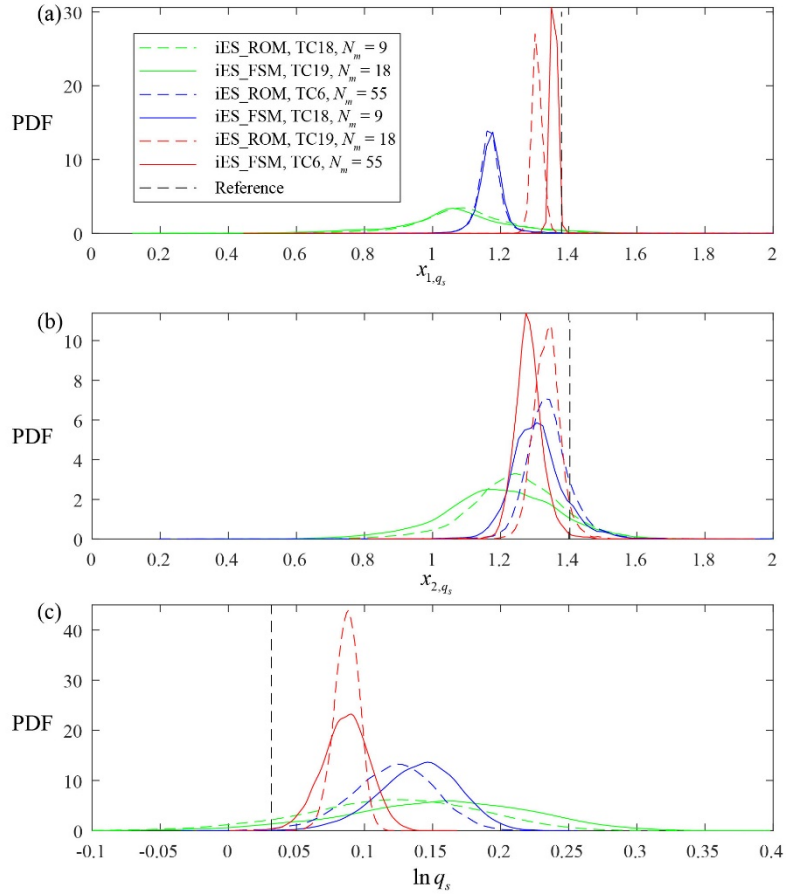 (a)
30
20
10
0
PDF
iES_ROM, TC18, Nm = 9
iES_FSM, TC19, Nm = 18
iES_ROM, TC6, Nm = 55
iES_FSM, TC18, Nm = 9
iES_ROM, TC19, Nm = 18
iES_FSM, TC6, Nm = 55
Reference
0 0.2 0.4 0.6 0.8 1 1.2 1.4 1.6 1.8 2
x1,qs
(b)
10
8
6
4
2
0
PDF
0 0.2 0.4 0.6 0.8 1 1.2 1.4 1.6 1.8 2
x2,qs
(c)
40
30
20
10
0
PDF
-0.1 -0.05 0 0.05 0.1 0.15 0.2 0.25 0.3 0.35 0.4
ln qs